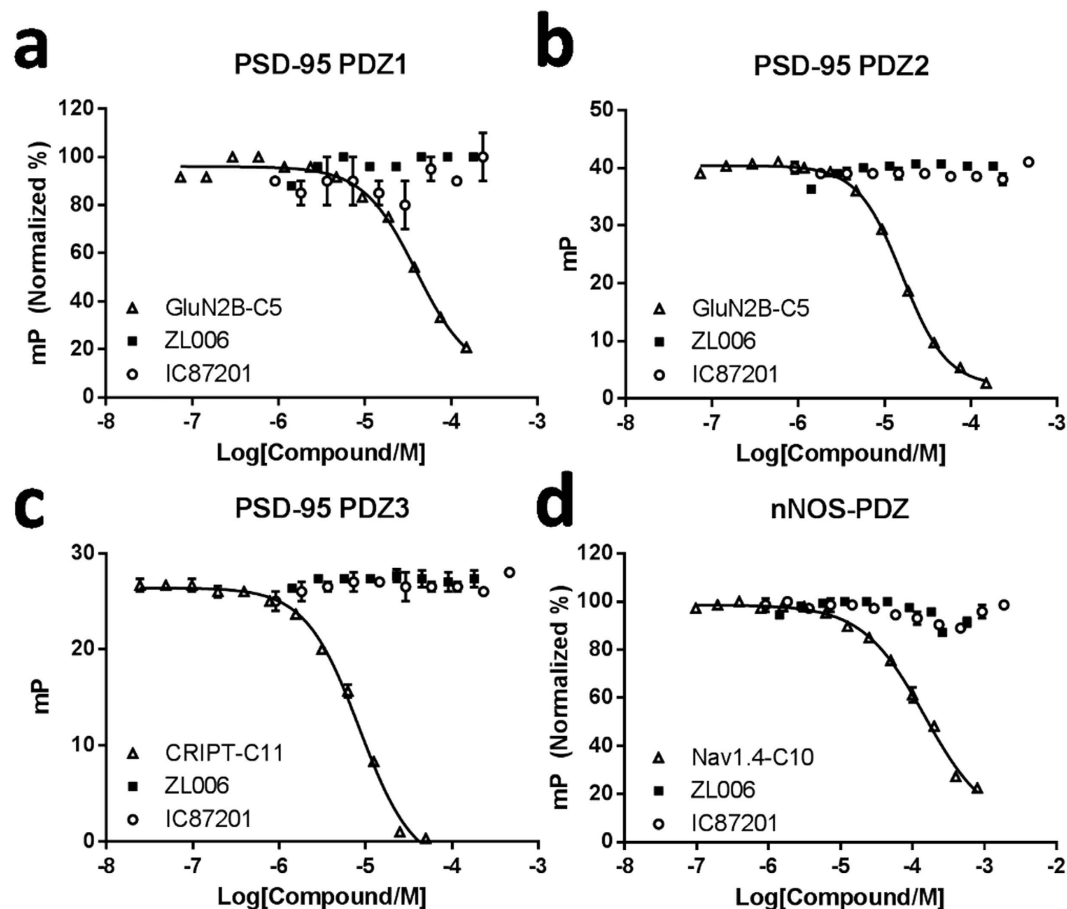 a
PSD-95 PDZ1
120
100
80
60
40
20
0
mP (Normalized %)
GluN2B-C5
ZL006
IC87201
-8 -7 -6 -5 -4 -3
Log[Compound/M]
b
PSD-95 PDZ2
50
40
30
20
10
0
mP
GluN2B-C5
ZL006
IC87201
-8 -7 -6 -5 -4 -3
Log[Compound/M]
c
PSD-95 PDZ3
30
20
10
0
mP
CRIPT-C11
ZL006
IC87201
-8 -7 -6 -5 -4 -3
Log[Compound/M]
d
nNOS-PDZ
120
100
80
60
40
20
0
mP (Normalized %)
Nav1.4-C10
ZL006
IC87201
-8 -7 -6 -5 -4 -3 -2
Log[Compound/M]